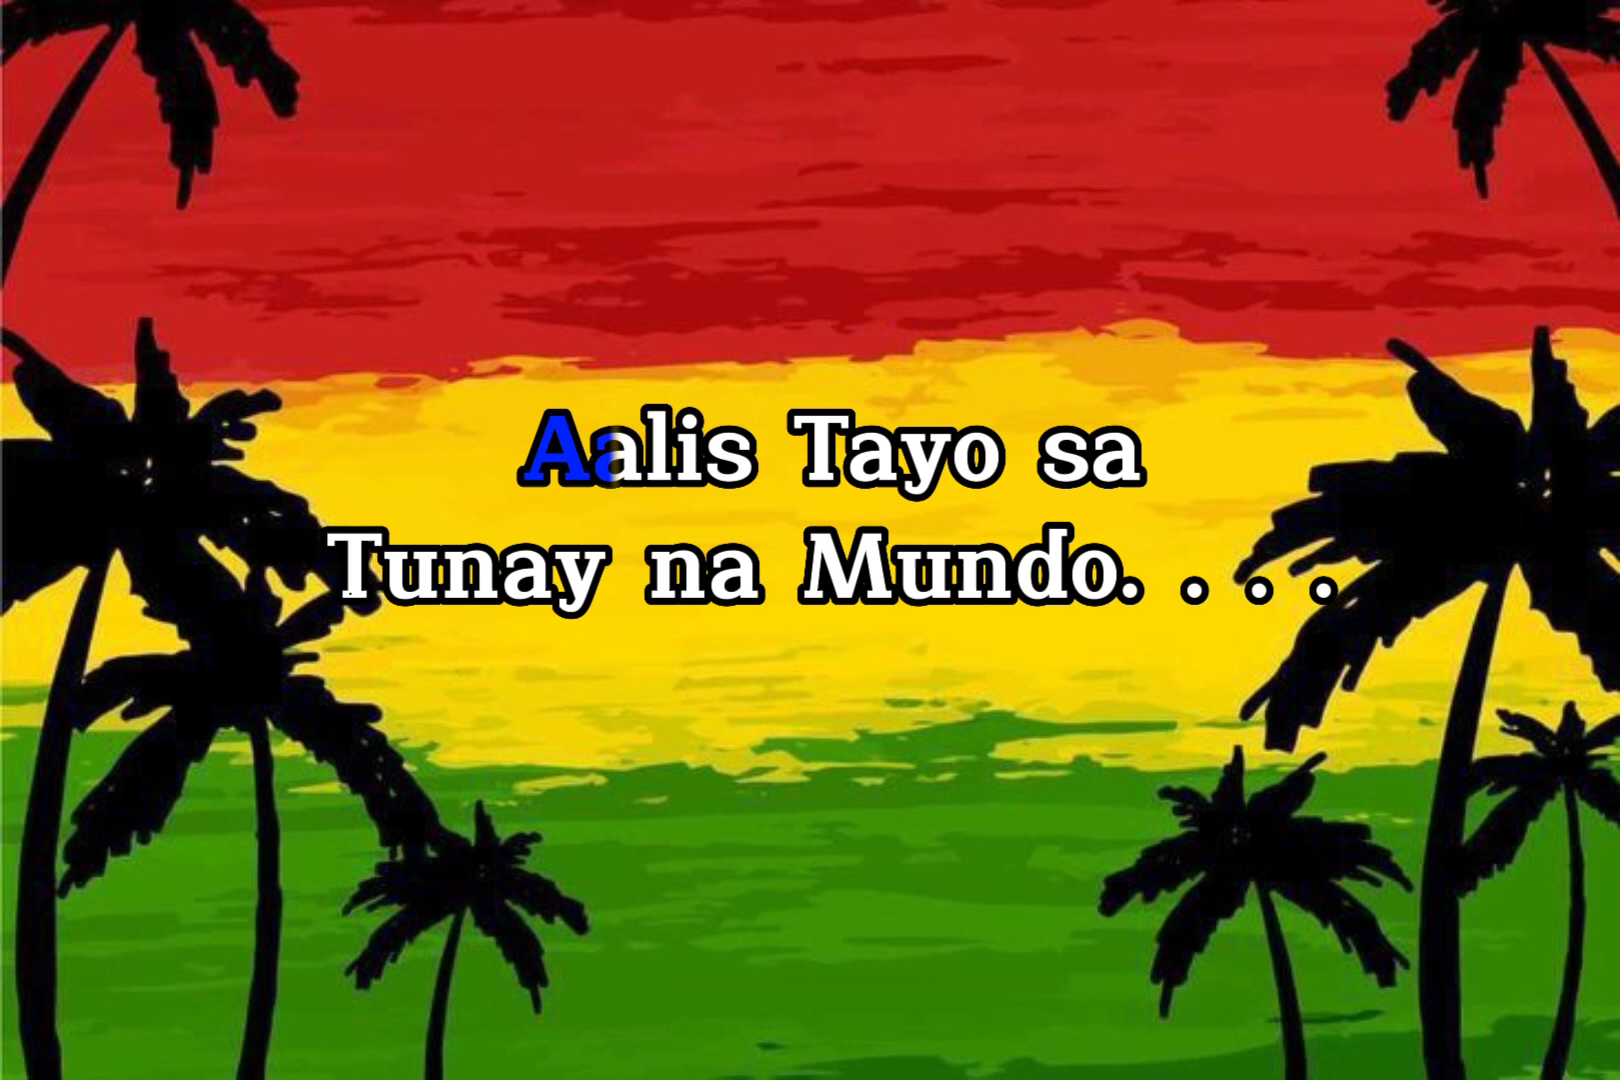 Aalis Tayo sa
Tunay na Mundo. . . .